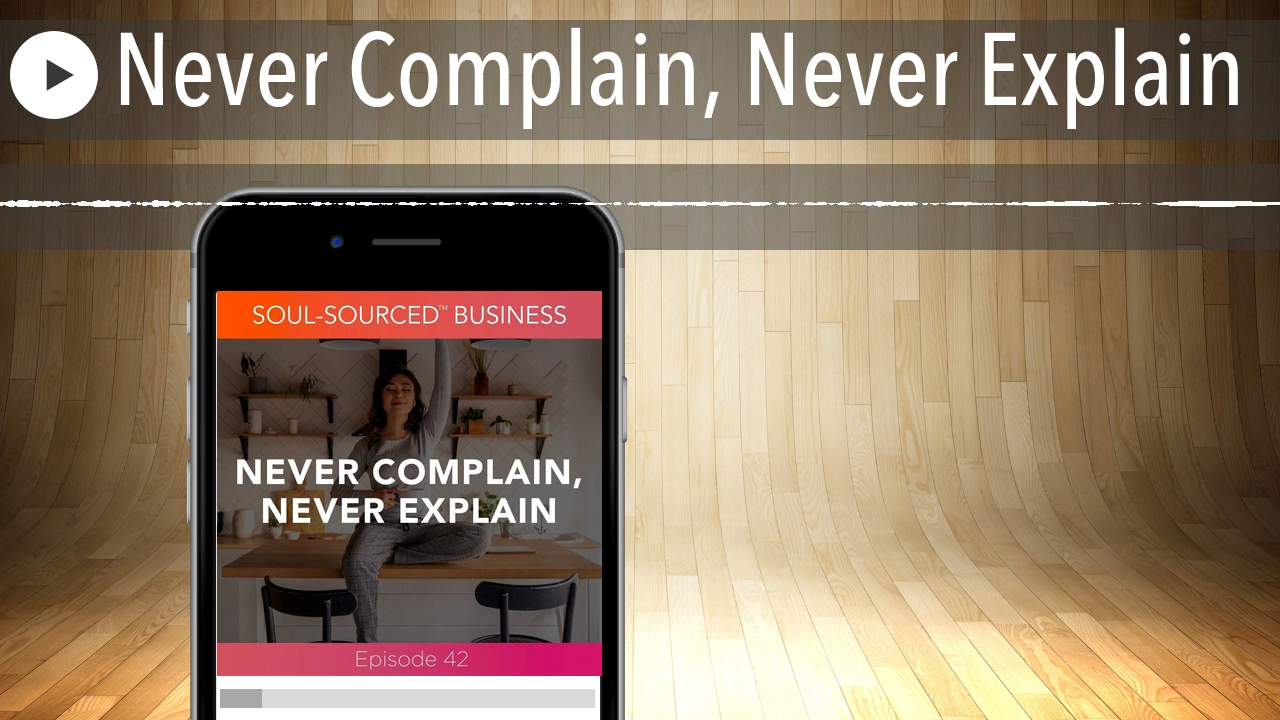 Never Complain, Never Explain
SOUL-SOURCED™ BUSINESS
NEVER COMPLAIN,
NEVER EXPLAIN
Episode 42